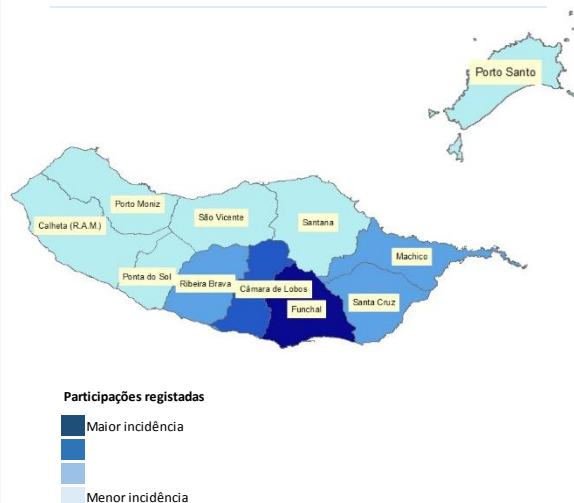 Porto Santo
Porto Moniz
São Vicente
Santana
Calheta (R.A.M.)
Machico
Ponta do Sol
Ribeira Brava
Câmara de Lobos
Funchal
Santa Cruz
Participações registadas
Maior incidência
Menor incidência